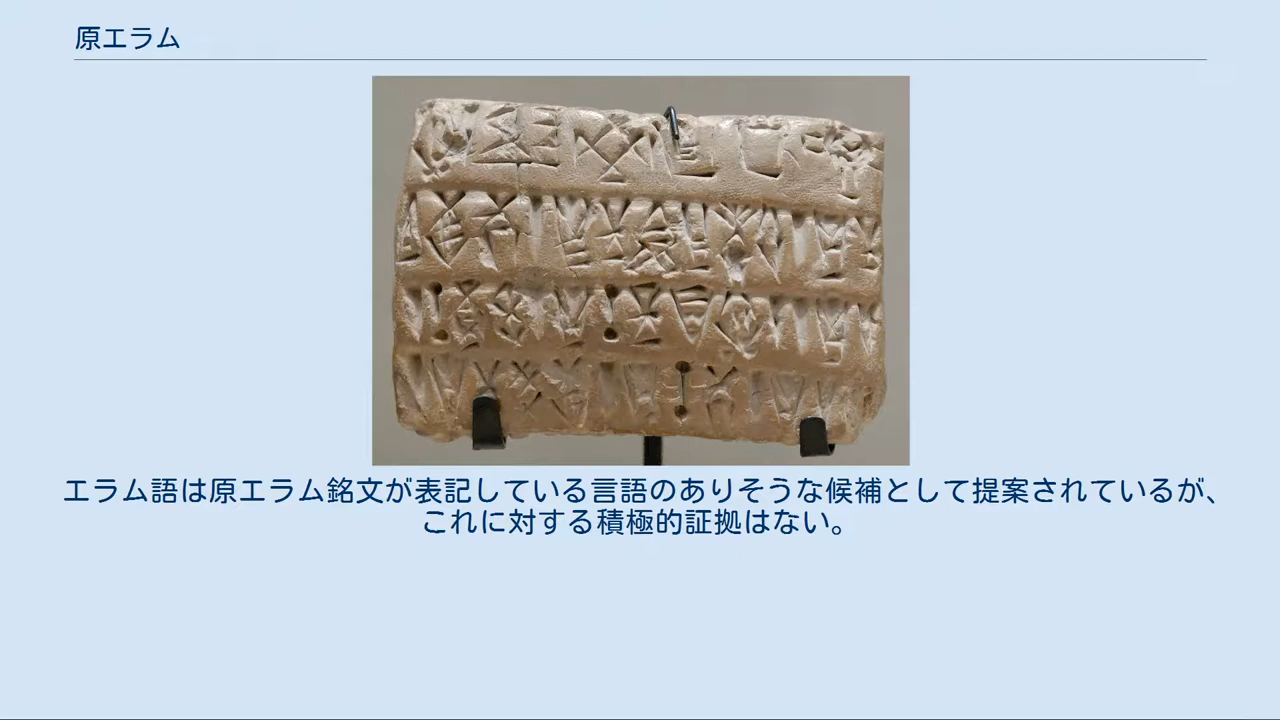 原エラム
エラム語は原エラム銘文が表記している言語のありそうな候補として提案されているが、
これに対する積極的証拠はない。